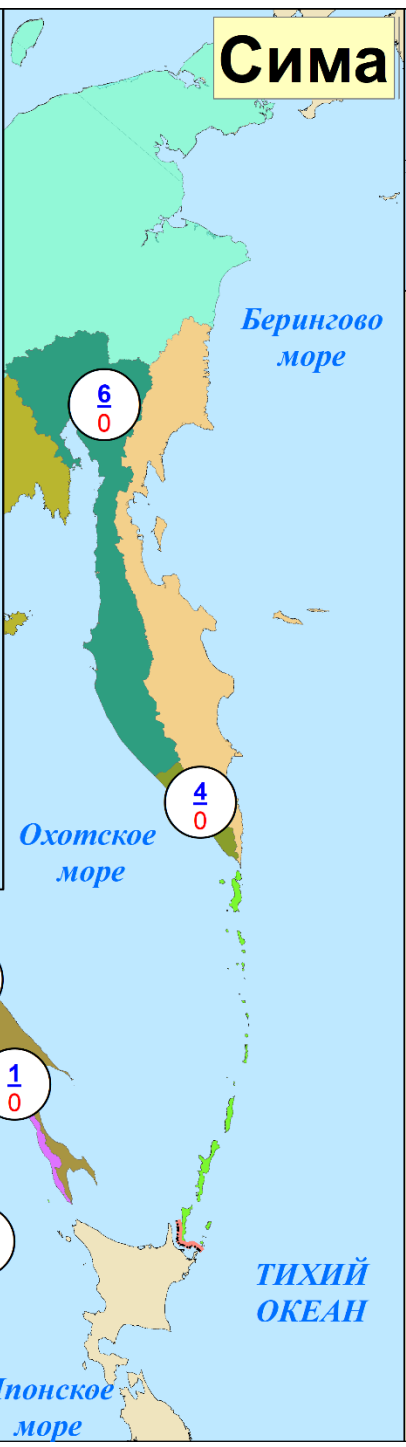 Сима
Берингово
море
6
0
4
0
Охотское
море
1
0
ТИХИЙ
ОКЕАН
Японское
море